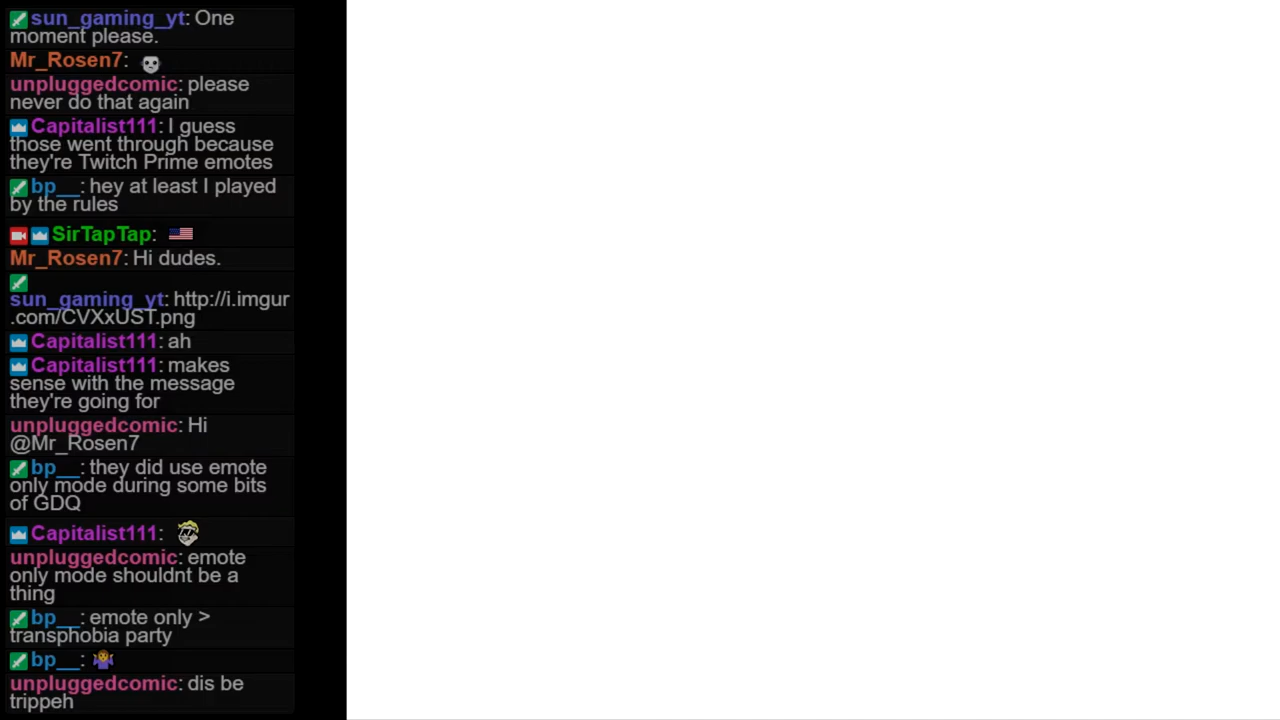 sun_gaming_yt: One
moment please.
Mr_Rosen7:
unpluggedcomic: please
never do that again
Capitalist111: I guess
those went through because
they're Twitch Prime emotes
bp__: hey at least I played
by the rules
SirTapTap:
Mr_Rosen7: Hi dudes.
sun_gaming_yt: http://i.imgur
.com/CVXxUST.png
Capitalist111: ah
Capitalist111: makes
sense with the message
they're going for
unpluggedcomic: Hi
@Mr_Rosen7
bp__: they did use emote
only mode during some bits
of GDQ
Capitalist111:
unpluggedcomic: emote
only mode shouldnt be a
thing
bp__: emote only >
transphobia party
bp__:
unpluggedcomic: dis be
trippeh